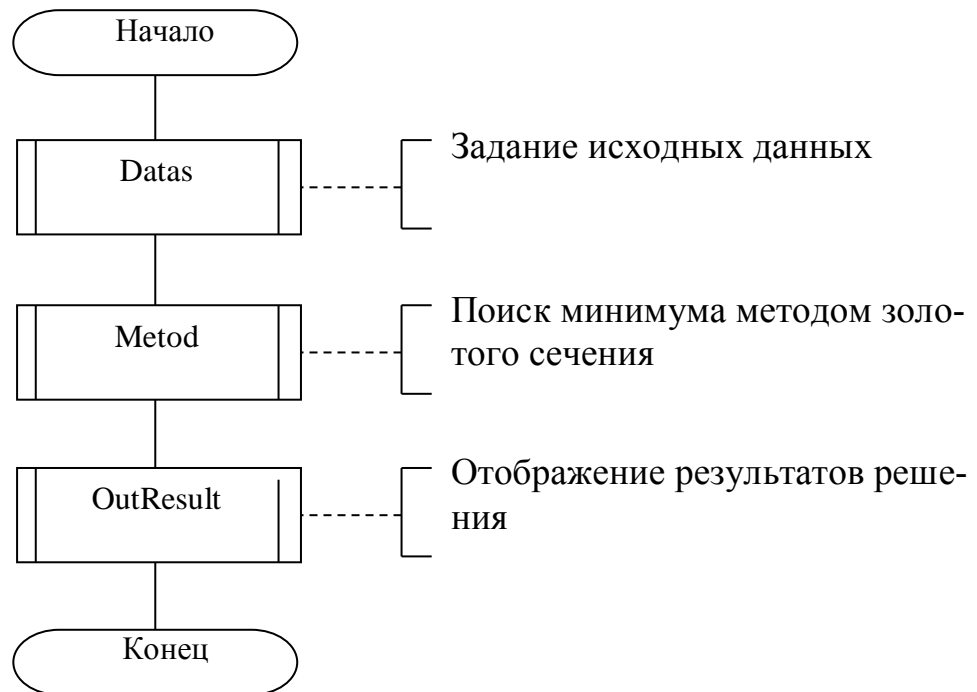 Начало
Datas
Задание исходных данных
Metod
Поиск минимума методом золо-
того сечения
OutResult
Отображение результатов реше-
ния
Конец